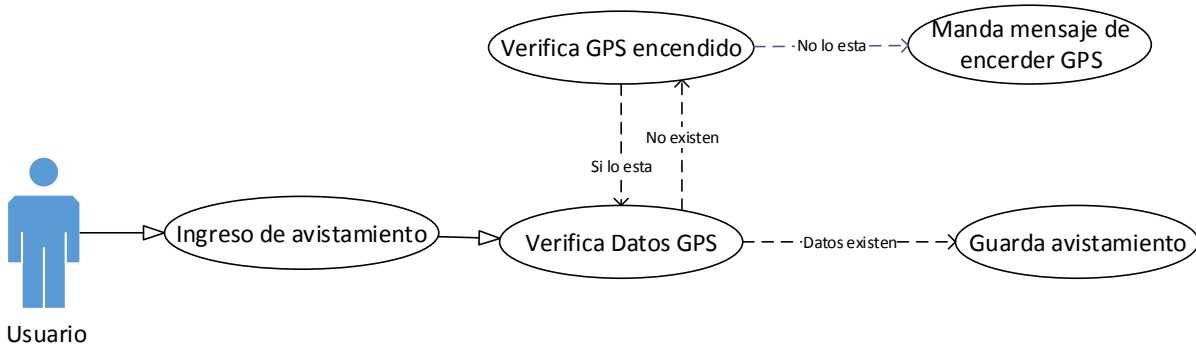 Verifica GPS encendido
No lo esta
Manda mensaje de
encerder GPS
No existen
Si lo esta
Ingreso de avistamiento
Verifica Datos GPS
Datos existen
Guarda avistamiento
Usuario